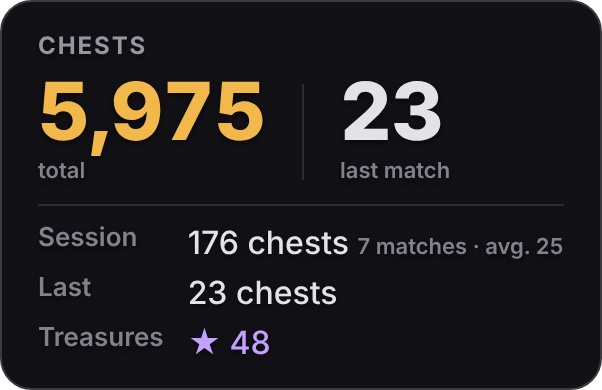 CHESTS
5,975 23
total last match
Session 176 chests 7 matches · avg. 25
Last 23 chests
Treasures ★ 48